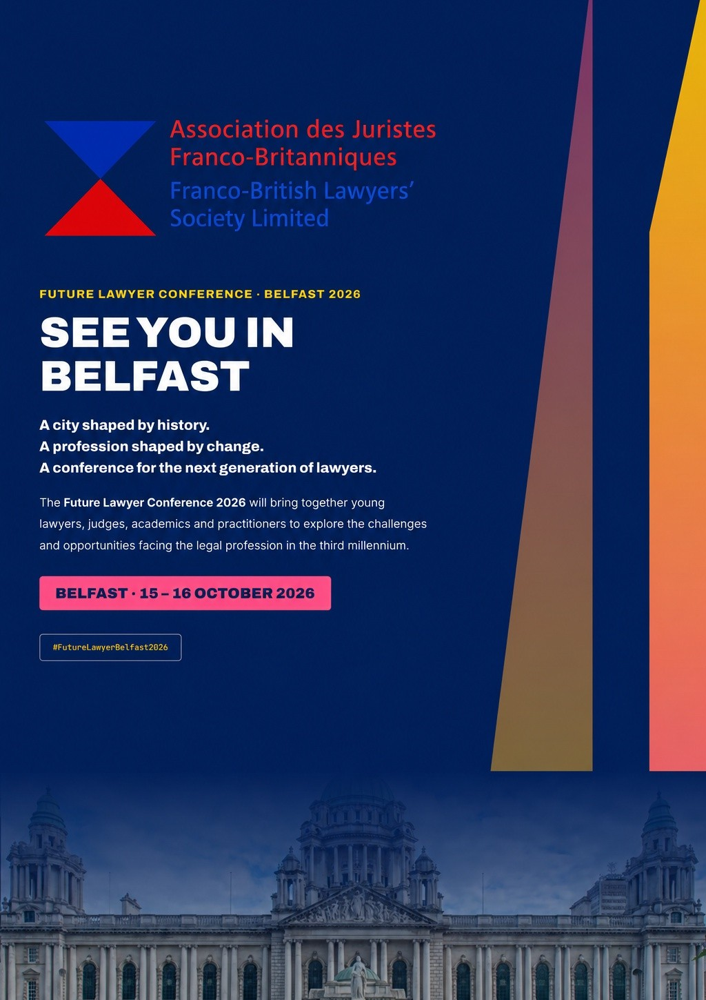 Association des Juristes
Franco-Britanniques
Franco-British Lawyers’
Society Limited
FUTURE LAWYER CONFERENCE · BELFAST 2026
SEE YOU IN
BELFAST
A city shaped by history.
A profession shaped by change.
A conference for the next generation of lawyers.
The Future Lawyer Conference 2026 will bring together young
lawyers, judges, academics and practitioners to explore the challenges
and opportunities facing the legal profession in the third millennium.
BELFAST · 15 – 16 OCTOBER 2026
#FutureLawyerBelfast2026